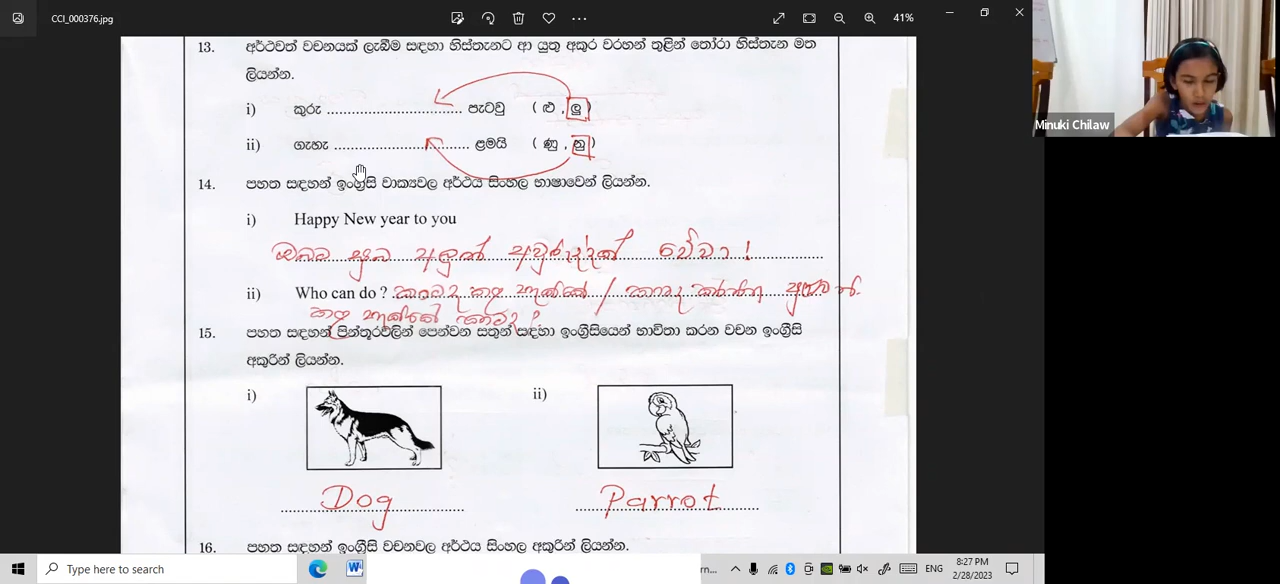 CCI_000376.jpg
41%
Minuki Chilaw
13. අර්ථවත් වචනයක් ලැබීම සඳහා හිස්තැනට ආ යුතු අකුර වරහන් තුළින් තෝරා හිස්තැන මත
ලියන්න.
i) කුරු ........................................ පැටවු ( ළු , ලු )
ii) ගැහැ ........................................ ළමයි ( ණු , නු )
14. පහත සඳහන් ඉංග්‍රීසි වාක්‍යවල අර්ථය සිංහල භාෂාවෙන් ලියන්න.
i) Happy New year to you
ඔබට සුබ අලුත් අවුරුද්දක් වේවා !
ii) Who can do ?
කළ හැක්කේ
15. පහත සඳහන් පින්තූරවලින් පෙන්වන සතුන් සඳහා ඉංග්‍රීසියෙන් භාවිතා කරන වචන ඉංග්‍රීසි
අකුරින් ලියන්න.
i) ii)
Dog Parrot
16. පහත සඳහන් ඉංග්‍රීසි වචනවල අර්ථය සිංහල අකුරින් ලියන්න.
Type here to search
rn...
ENG
8:27 PM
2/28/2023